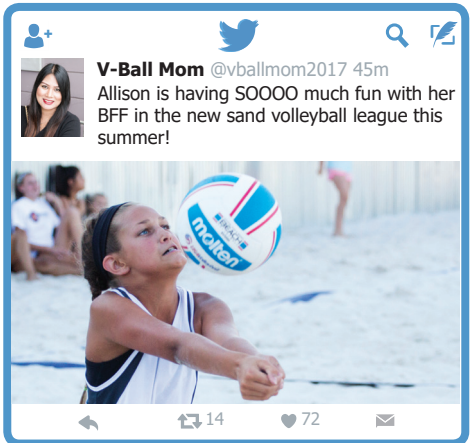 V-Ball Mom @vballmom2017 45m
Allison is having SOOOO much fun with her
BFF in the new sand volleyball league this
summer!
BEACH
molten
14
72